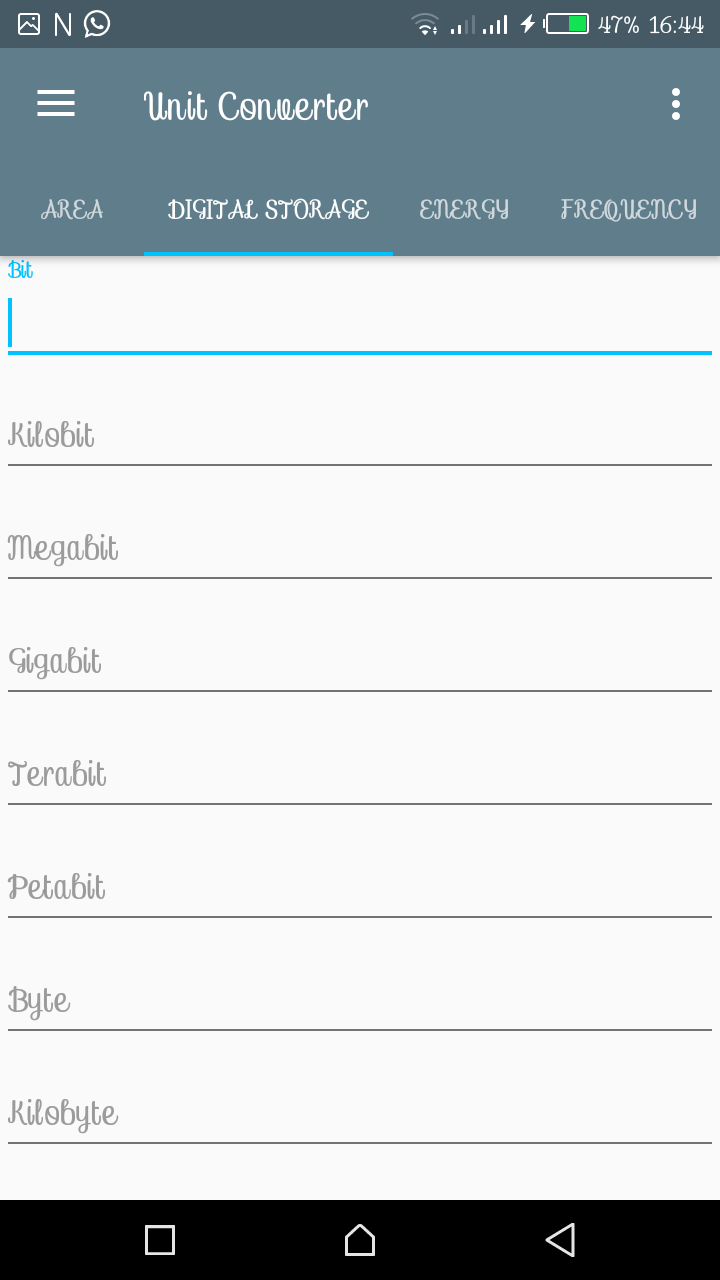 N 47% 16:44
Unit Converter
AREA DIGITAL STORAGE ENERGY FREQUENCY
Bit
Kilobit
Megabit
Gigabit
Terabit
Petabit
Byte
Kilobyte